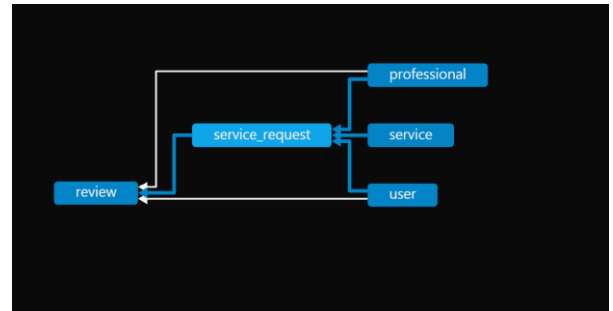 professional
service_request
service
review
user